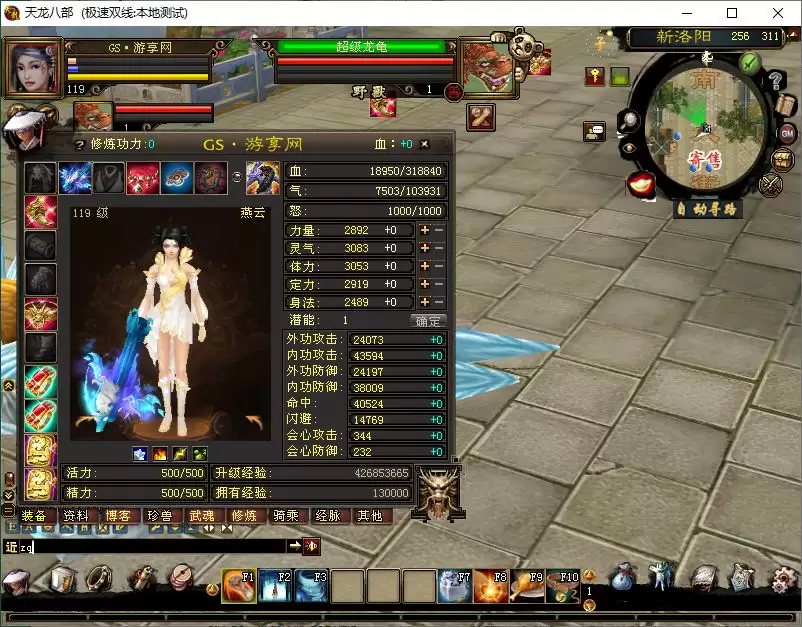 天龙八部 (极速双线:本地测试)
GS·游享网
119
超级龙龟
野兽
1
新洛阳 256 311
南
GM
寄售
自动寻路
1
? 修炼功力:0 GS·游享网 血:+0
119 级 燕云
血: 18950/318840
气: 7503/103931
怒: 1000/1000
力量: 2892 +0
灵气: 3083 +0
体力: 3053 +0
定力: 2919 +0
身法: 2489 +0
潜能: 1 确定
外功攻击: 24073 +0
内功攻击: 43594 +0
外功防御: 24197 +0
内功防御: 38009 +0
命中: 40524 +0
闪避: 14769 +0
会心攻击: 344 +0
会心防御: 232 +0
活力: 500/500 升级经验: 426853665
精力: 500/500 拥有经验: 130000
装备 资料 博客 珍兽 武魂 修炼 骑乘 经脉 其他
近 zq
F1 F2 F3 F7 F8 F9 F10 1